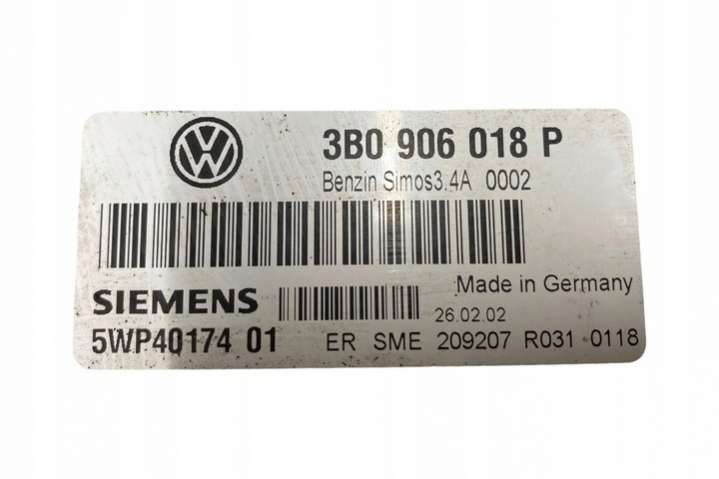 3B0 906 018 P
Benzin Simos3.4A 0002
Made in Germany
SIEMENS
26.02.02
5WP40174 01
ER SME 209207 R031 0118